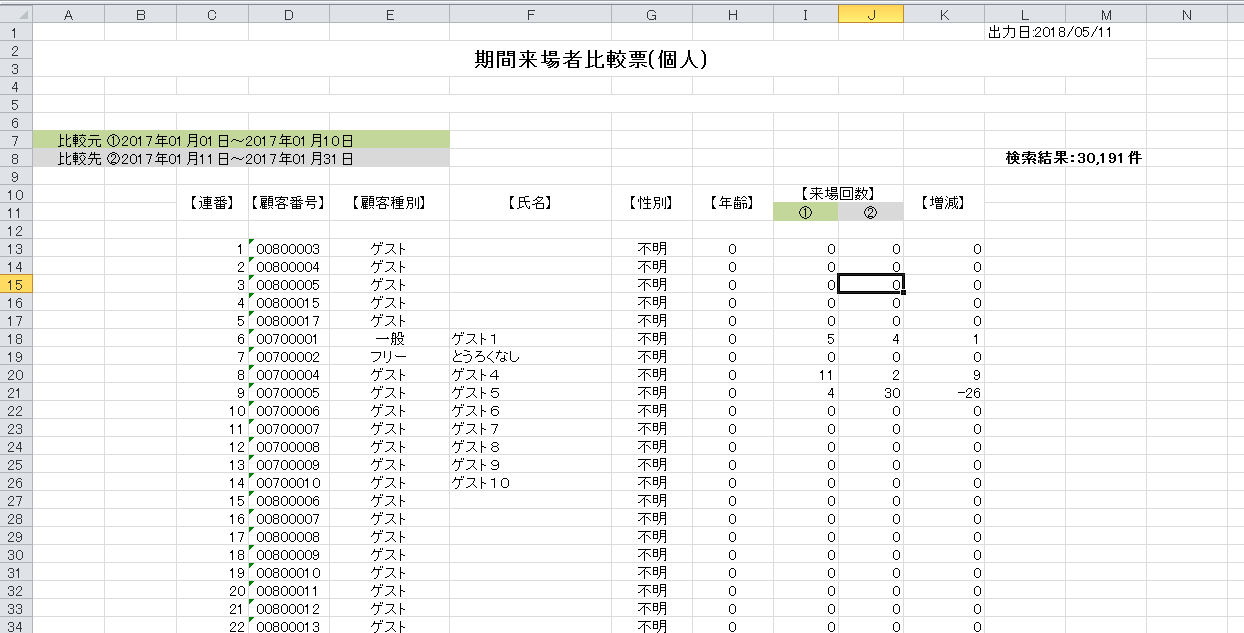 A B C D E F G H I J K L M N
1 出力日:2018/05/11
2 期間来場者比較票(個人)
3
4
5
6
7 比較元 ①2017年01月01日～2017年01月10日
8 比較先 ②2017年01月11日～2017年01月31日 検索結果:30,191件
9
10 【連番】 【顧客番号】 【顧客種別】 【氏名】 【性別】 【年齢】 【来場回数】 【増減】
11 ① ②
12
13 1 00800003 ゲスト 不明 0 0 0 0
14 2 00800004 ゲスト 不明 0 0 0 0
15 3 00800005 ゲスト 不明 0 0 0 0
16 4 00800015 ゲスト 不明 0 0 0 0
17 5 00800017 ゲスト 不明 0 0 0 0
18 6 00700001 一般 ゲスト１ 不明 0 5 4 1
19 7 00700002 フリー とうろくなし 不明 0 0 0 0
20 8 00700004 ゲスト ゲスト４ 不明 0 11 2 9
21 9 00700005 ゲスト ゲスト５ 不明 0 4 30 -26
22 10 00700006 ゲスト ゲスト６ 不明 0 0 0 0
23 11 00700007 ゲスト ゲスト７ 不明 0 0 0 0
24 12 00700008 ゲスト ゲスト８ 不明 0 0 0 0
25 13 00700009 ゲスト ゲスト９ 不明 0 0 0 0
26 14 00700010 ゲスト ゲスト１０ 不明 0 0 0 0
27 15 00800006 ゲスト 不明 0 0 0 0
28 16 00800007 ゲスト 不明 0 0 0 0
29 17 00800008 ゲスト 不明 0 0 0 0
30 18 00800009 ゲスト 不明 0 0 0 0
31 19 00800010 ゲスト 不明 0 0 0 0
32 20 00800011 ゲスト 不明 0 0 0 0
33 21 00800012 ゲスト 不明 0 0 0 0
34 22 00800013 ゲスト 不明 0 0 0 0